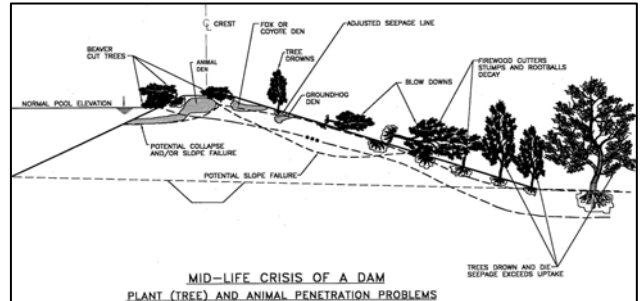 ℄ CREST
FOX OR
COYOTE DEN
ADJUSTED SEEPAGE LINE
BEAVER
CUT TREES
ANIMAL
DEN
TREE
DROWNS
FIREWOOD CUTTERS
STUMPS AND ROOTBALLS
DECAY
BLOW DOWNS
GROUNDHOG
DEN
NORMAL POOL ELEVATION
POTENTIAL COLLAPSE
AND/OR SLOPE FAILURE
POTENTIAL SLOPE FAILURE
TREES DROWN AND DIE
SEEPAGE EXCEEDS UPTAKE
MID-LIFE CRISIS OF A DAM
PLANT (TREE) AND ANIMAL PENETRATION PROBLEMS